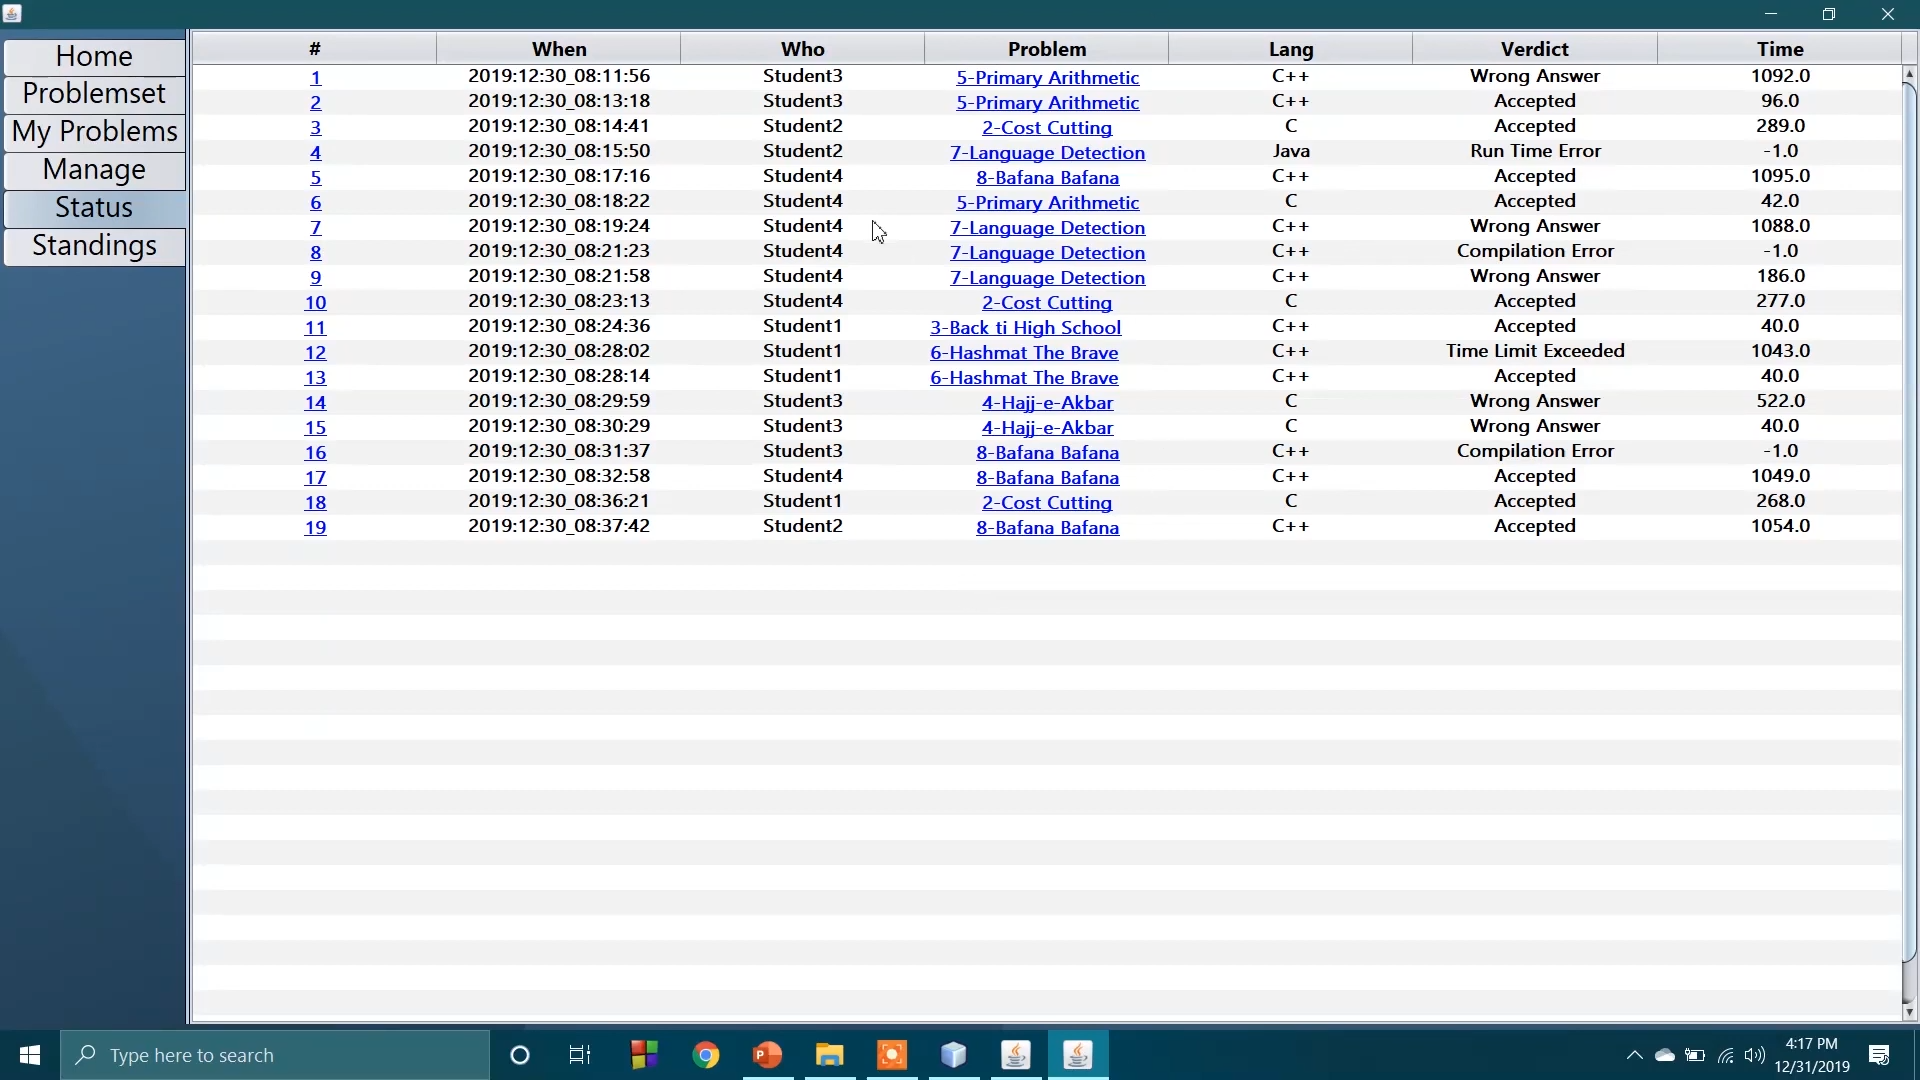 Home
Problemset
My Problems
Manage
Status
Standings
# When Who Problem Lang Verdict Time
1 2019:12:30_08:11:56 Student3 5-Primary Arithmetic C++ Wrong Answer 1092.0
2 2019:12:30_08:13:18 Student3 5-Primary Arithmetic C++ Accepted 96.0
3 2019:12:30_08:14:41 Student2 2-Cost Cutting C Accepted 289.0
4 2019:12:30_08:15:50 Student2 7-Language Detection Java Run Time Error -1.0
5 2019:12:30_08:17:16 Student4 8-Bafana Bafana C++ Accepted 1095.0
6 2019:12:30_08:18:22 Student4 5-Primary Arithmetic C Accepted 42.0
7 2019:12:30_08:19:24 Student4 7-Language Detection C++ Wrong Answer 1088.0
8 2019:12:30_08:21:23 Student4 7-Language Detection C++ Compilation Error -1.0
9 2019:12:30_08:21:58 Student4 7-Language Detection C++ Wrong Answer 186.0
10 2019:12:30_08:23:13 Student4 2-Cost Cutting C Accepted 277.0
11 2019:12:30_08:24:36 Student1 3-Back ti High School C++ Accepted 40.0
12 2019:12:30_08:28:02 Student1 6-Hashmat The Brave C++ Time Limit Exceeded 1043.0
13 2019:12:30_08:28:14 Student1 6-Hashmat The Brave C++ Accepted 40.0
14 2019:12:30_08:29:59 Student3 4-Hajj-e-Akbar C Wrong Answer 522.0
15 2019:12:30_08:30:29 Student3 4-Hajj-e-Akbar C Wrong Answer 40.0
16 2019:12:30_08:31:37 Student3 8-Bafana Bafana C++ Compilation Error -1.0
17 2019:12:30_08:32:58 Student4 8-Bafana Bafana C++ Accepted 1049.0
18 2019:12:30_08:36:21 Student1 2-Cost Cutting C Accepted 268.0
19 2019:12:30_08:37:42 Student2 8-Bafana Bafana C++ Accepted 1054.0
Type here to search
4:17 PM
12/31/2019